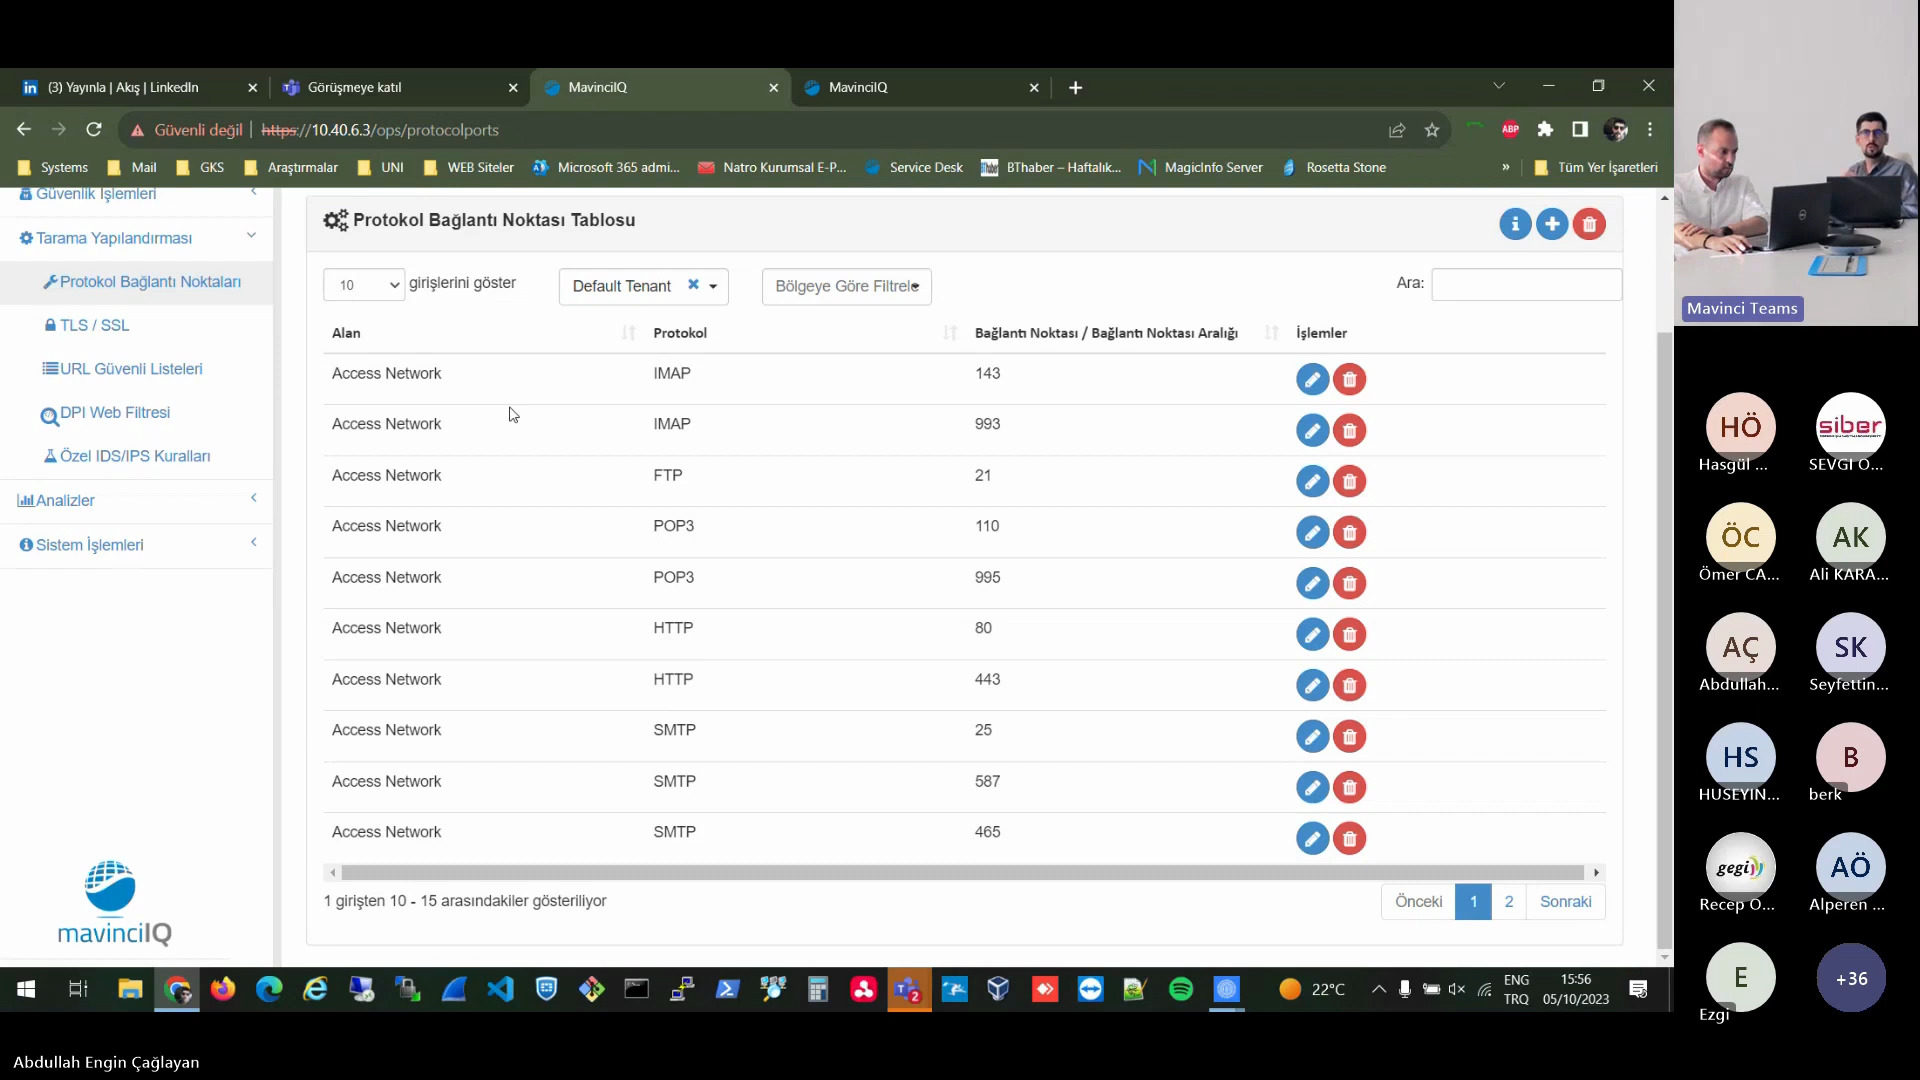 (3) Yayınla | Akış | LinkedIn
Görüşmeye katıl
MavinciIQ
MavinciIQ
Güvenli değil
https://10.40.6.3/ops/protocolports
ABP
Systems
Mail
GKS
Araştırmalar
UNI
WEB Siteler
Microsoft 365 admi...
Natro Kurumsal E-P...
Service Desk
BThaber – Haftalık...
MagicInfo Server
Rosetta Stone
»
Tüm Yer İşaretleri
Güvenlik İşlemleri
Tarama Yapılandırması
Protokol Bağlantı Noktaları
TLS / SSL
URL Güvenli Listeleri
DPI Web Filtresi
Özel IDS/IPS Kuralları
Analizler
Sistem İşlemleri
mavinciIQ
Protokol Bağlantı Noktası Tablosu
10 girişlerini göster
Default Tenant
Bölgeye Göre Filtrele
Ara:
Alan Protokol Bağlantı Noktası / Bağlantı Noktası Aralığı İşlemler
Access Network IMAP 143
Access Network IMAP 993
Access Network FTP 21
Access Network POP3 110
Access Network POP3 995
Access Network HTTP 80
Access Network HTTP 443
Access Network SMTP 25
Access Network SMTP 587
Access Network SMTP 465
1 girişten 10 - 15 arasındakiler gösteriliyor
Önceki 1 2 Sonraki
22°C
ENG
TRQ
15:56
05/10/2023
Mavinci Teams
HÖ
Hasgül ...
siber
SEVGI O...
ÖC
Ömer CA...
AK
Ali KARA...
AÇ
Abdullah...
SK
Seyfettin...
HS
HUSEYIN...
B
berk
gegi
Recep O...
AÖ
Alperen ...
E
Ezgi
+36
Abdullah Engin Çağlayan